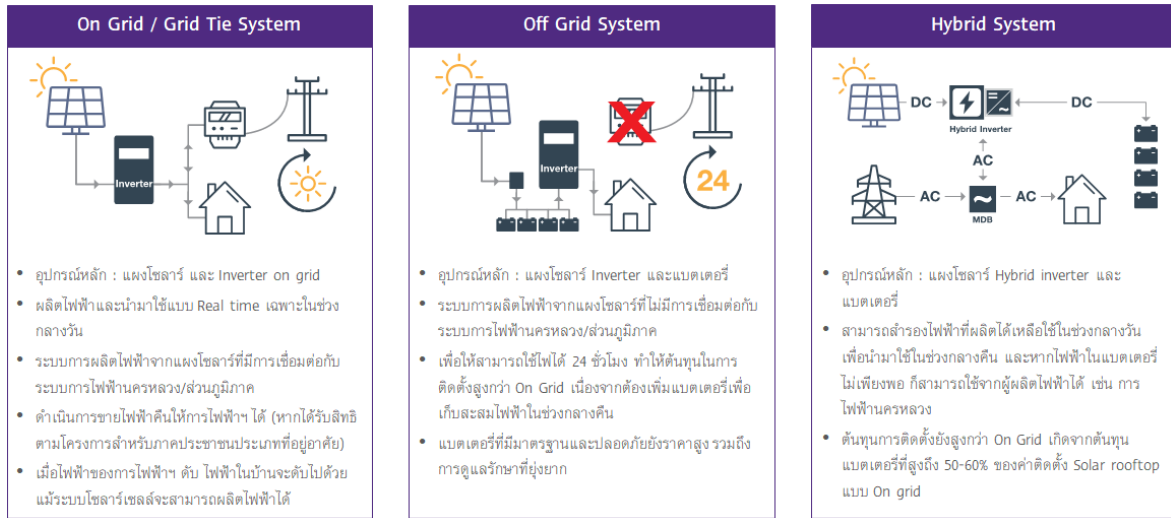 On Grid / Grid Tie System
Inverter
• อุปกรณ์หลัก : แผงโซลาร์ และ Inverter on grid
• ผลิตไฟฟ้าและนำมาใช้แบบ Real time เฉพาะในช่วง
กลางวัน
• ระบบการผลิตไฟฟ้าจากแผงโซลาร์ที่มีการเชื่อมต่อกับ
ระบบการไฟฟ้านครหลวง/ส่วนภูมิภาค
• ดำเนินการขายไฟฟ้าคืนให้การไฟฟ้าฯ ได้ (หากได้รับสิทธิ
ตามโครงการสำหรับภาคประชาชนประเภทที่อยู่อาศัย)
• เมื่อไฟฟ้าของการไฟฟ้าฯ ดับ ไฟฟ้าในบ้านจะดับไปด้วย
แม้ระบบโซลาร์เซลล์จะสามารถผลิตไฟฟ้าได้
Off Grid System
Inverter
24
• อุปกรณ์หลัก : แผงโซลาร์ Inverter และแบตเตอรี่
• ระบบการผลิตไฟฟ้าจากแผงโซลาร์ที่ไม่มีการเชื่อมต่อกับ
ระบบการไฟฟ้านครหลวง/ส่วนภูมิภาค
• เพื่อให้สามารถใช้ไฟได้ 24 ชั่วโมง ทำให้ต้นทุนในการ
ติดตั้งสูงกว่า On Grid เนื่องจากต้องเพิ่มแบตเตอรี่เพื่อ
เก็บสะสมไฟฟ้าในช่วงกลางคืน
• แบตเตอรี่ที่มีมาตรฐานและปลอดภัยยังราคาสูง รวมถึง
การดูแลรักษาที่ยุ่งยาก
Hybrid System
DC
DC
Hybrid Inverter
AC
AC
AC
MDB
• อุปกรณ์หลัก : แผงโซลาร์ Hybrid inverter และ
แบตเตอรี่
• สามารถสำรองไฟฟ้าที่ผลิตได้เหลือใช้ในช่วงกลางวัน
เพื่อนำมาใช้ในช่วงกลางคืน และหากไฟฟ้าในแบตเตอรี่
ไม่เพียงพอ ก็สามารถใช้จากผู้ผลิตไฟฟ้าได้ เช่น การ
ไฟฟ้านครหลวง
• ต้นทุนการติดตั้งยังสูงกว่า On Grid เกิดจากต้นทุน
แบตเตอรี่ที่สูงถึง 50-60% ของค่าติดตั้ง Solar rooftop
แบบ On grid